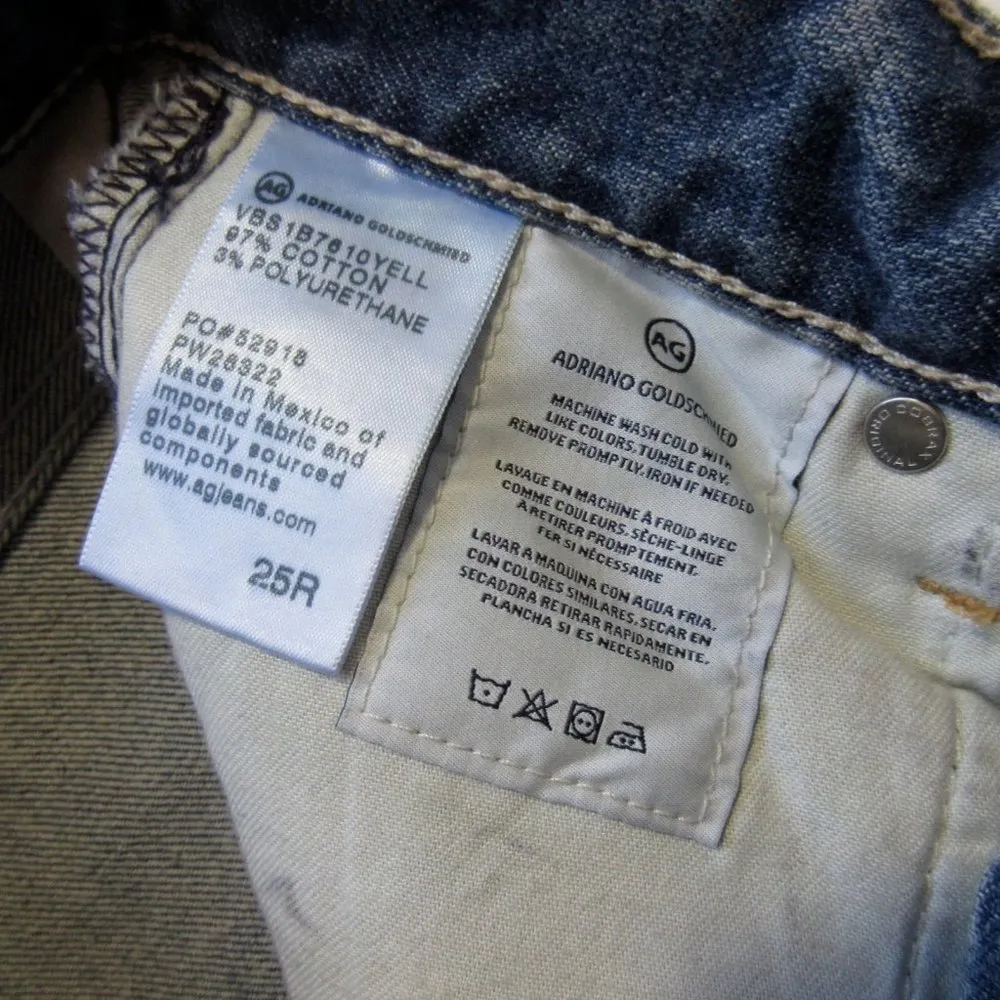 AG ADRIANO GOLDSCHMIED
VBS1B7610YELL
97% COTTON
3% POLYURETHANE
PO#52918
PW26322
Made in Mexico of
imported fabric and
globally sourced
components
www.agjeans.com
25R
AG
ADRIANO GOLDSCHMIED
MACHINE WASH COLD WITH
LIKE COLORS. TUMBLE DRY.
REMOVE PROMPTLY. IRON IF NEEDED
LAVAGE EN MACHINE À FROID AVEC
COMME COULEURS. SÈCHE-LINGE
À RETIRER PROMPTEMENT.
FER SI NÉCESSAIRE
LAVAR A MAQUINA CON AGUA FRIA.
CON COLORES SIMILARES. SECAR EN
SECADORA RETIRAR RAPIDAMENTE.
PLANCHA SI ES NECESARIO